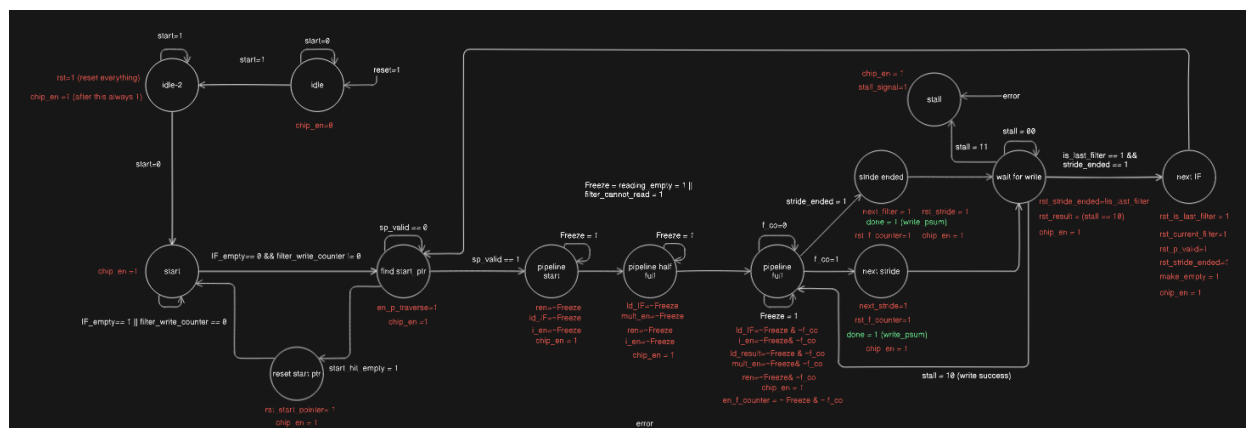 start=1
start=0
start=1
reset=1
rst=1 (reset everything)
idle-2
idle
chip_en =1 (after this always 1)
chip_en=0
start=0
chip_en = 1
stall_signal=1
stall
error
stall = 00
stall = 11
is_last_filter == 1 &&
stride_ended == 1
Freeze = reading_empty = 1 ||
filter_cannot_read = 1
stride ended
wait for write
next IF
stride_ended = 1
next_filter = 1
rst_stride = 1
done = 1 (write_psum)
rst_f_counter=1
chip_en = 1
rst_stride_ended=!is_last_filter
rst_result = (stall == 10)
chip_en = 1
rst_is_last_filter = 1
rst_current_filter=1
rst_p_valid=1
rst_stride_ended=1
make_empty = 1
chip_en = 1
sp_valid == 0
Freeze = 1
Freeze = 1
f_co=0
IF_empty== 0 && filter_write_counter != 0
sp_valid == 1
f_co=1
chip_en =1
start
find start ptr
pipeline
start
pipeline half
full
pipeline
full
next stride
Freeze = 1
en_p_traverse=1
chip_en =1
ren=~Freeze
ld_IF=~Freeze
i_en=~Freeze
chip_en = 1
ld_IF=~Freeze
mult_en=~Freeze
ren=~Freeze
i_en=~Freeze
chip_en = 1
ld_IF=~Freeze & ~f_co
i_en=~Freeze& ~f_co
ld_result=~Freeze & ~f_co
mult_en=~Freeze& ~f_co
ren=~Freeze& ~f_co
chip_en = 1
en_f_counter = ~ Freeze & ~ f_co
next_stride=1
rst_f_counter=1
done = 1 (write_psum)
chip_en = 1
IF_empty== 1 || filter_write_counter == 0
reset start ptr
start_hit_empty = 1
rst_start_pointer= 1
chip_en = 1
stall = 10 (write success)
error